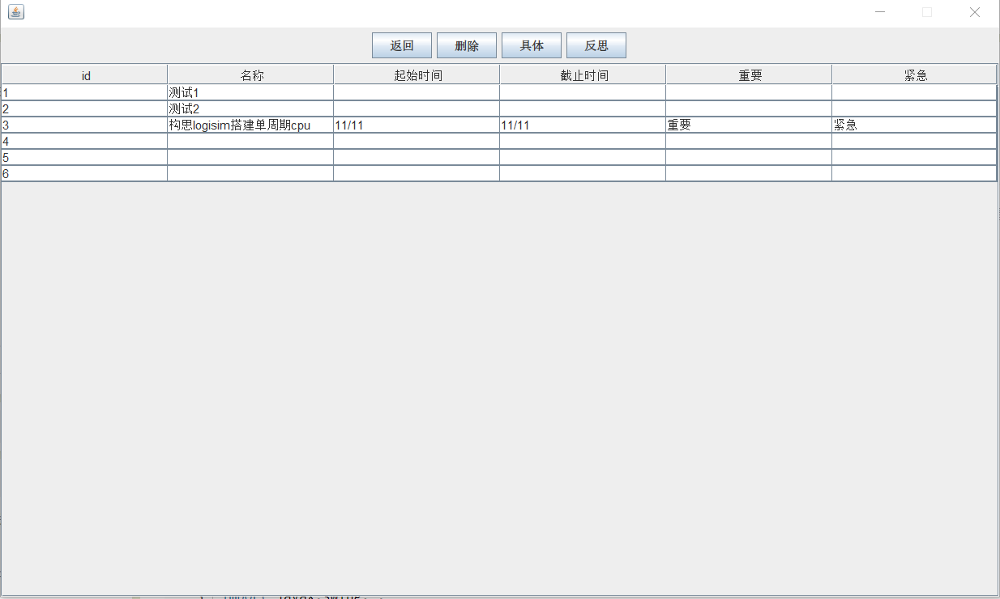 返回 删除 具体 反思
id 名称 起始时间 截止时间 重要 紧急
1 测试1
2 测试2
3 构思logisim搭建单周期cpu 11/11 11/11 重要 紧急
4
5
6